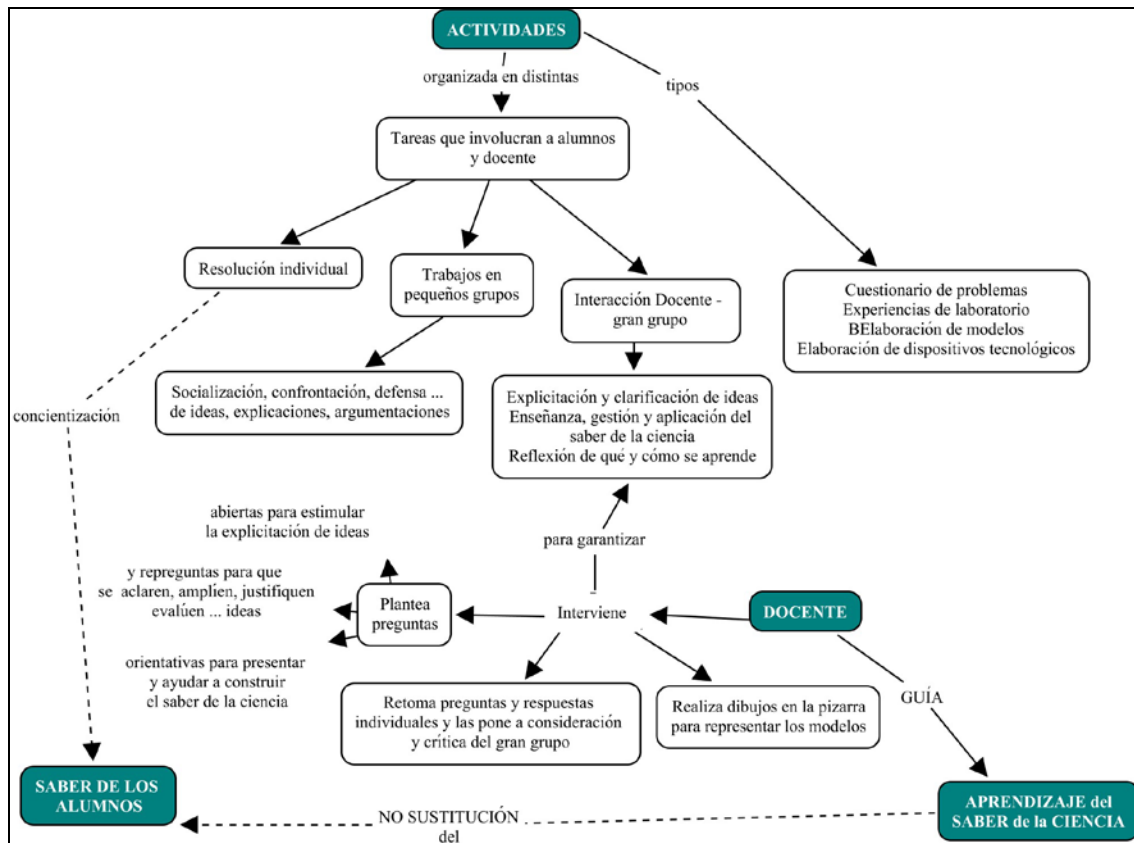 ACTIVIDADES
organizada en distintas
tipos
Tareas que involucran a alumnos
y docente
Resolución individual
Trabajos en
pequeños grupos
Interacción Docente -
gran grupo
Cuestionario de problemas
Experiencias de laboratorio
BElaboración de modelos
Elaboración de dispositivos tecnológicos
Socialización, confrontación, defensa ...
de ideas, explicaciones, argumentaciones
Explicitación y clarificación de ideas
Enseñanza, gestión y aplicación del
saber de la ciencia
Reflexión de qué y cómo se aprende
concientización
abiertas para estimular
la explicitación de ideas
para garantizar
y repreguntas para que
se aclaren, amplíen, justifiquen
evalúen ... ideas
Plantea
preguntas
Interviene
DOCENTE
orientativas para presentar
y ayudar a construir
el saber de la ciencia
Retoma preguntas y respuestas
individuales y las pone a consideración
y crítica del gran grupo
Realiza dibujos en la pizarra
para representar los modelos
GUÍA
SABER DE LOS
ALUMNOS
NO SUSTITUCIÓN
del
APRENDIZAJE del
SABER de la CIENCIA